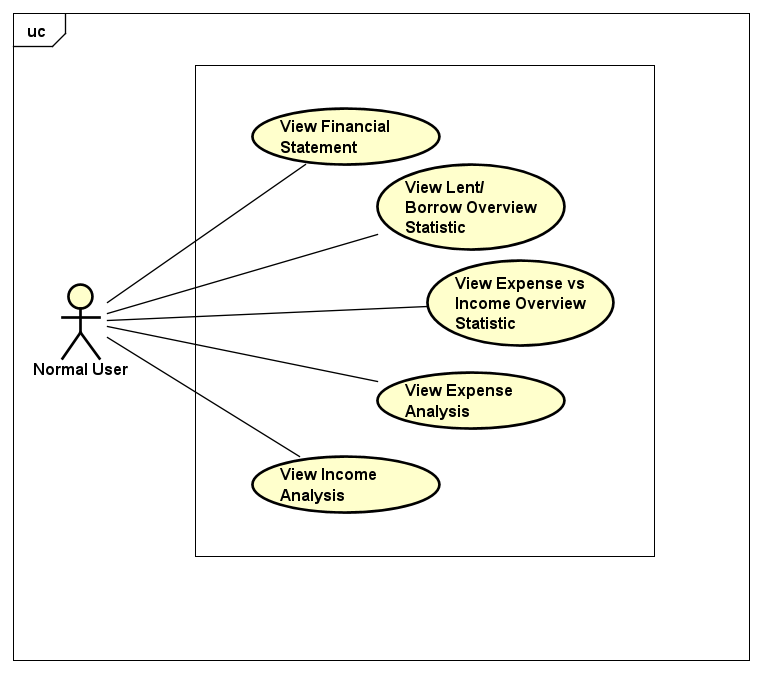 uc
View Financial
Statement
View Lent/
Borrow Overview
Statistic
View Expense vs
Income Overview
Statistic
Normal User
View Expense
Analysis
View Income
Analysis